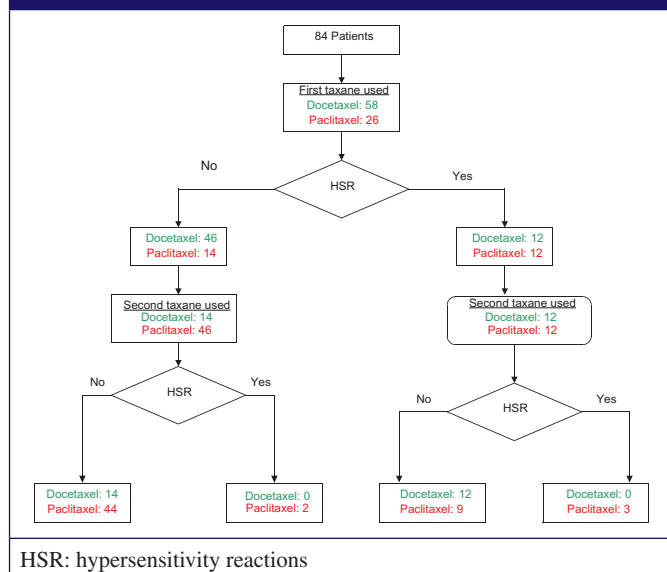 84 Patients
First taxane used
Docetaxel: 58
Paclitaxel: 26
No
HSR
Yes
Docetaxel: 46
Paclitaxel: 14
Docetaxel: 12
Paclitaxel: 12
Second taxane used
Docetaxel: 14
Paclitaxel: 46
Second taxane used
Docetaxel: 12
Paclitaxel: 12
No
HSR
Yes
No
HSR
Yes
Docetaxel: 14
Paclitaxel: 44
Docetaxel: 0
Paclitaxel: 2
Docetaxel: 12
Paclitaxel: 9
Docetaxel: 0
Paclitaxel: 3
HSR: hypersensitivity reactions